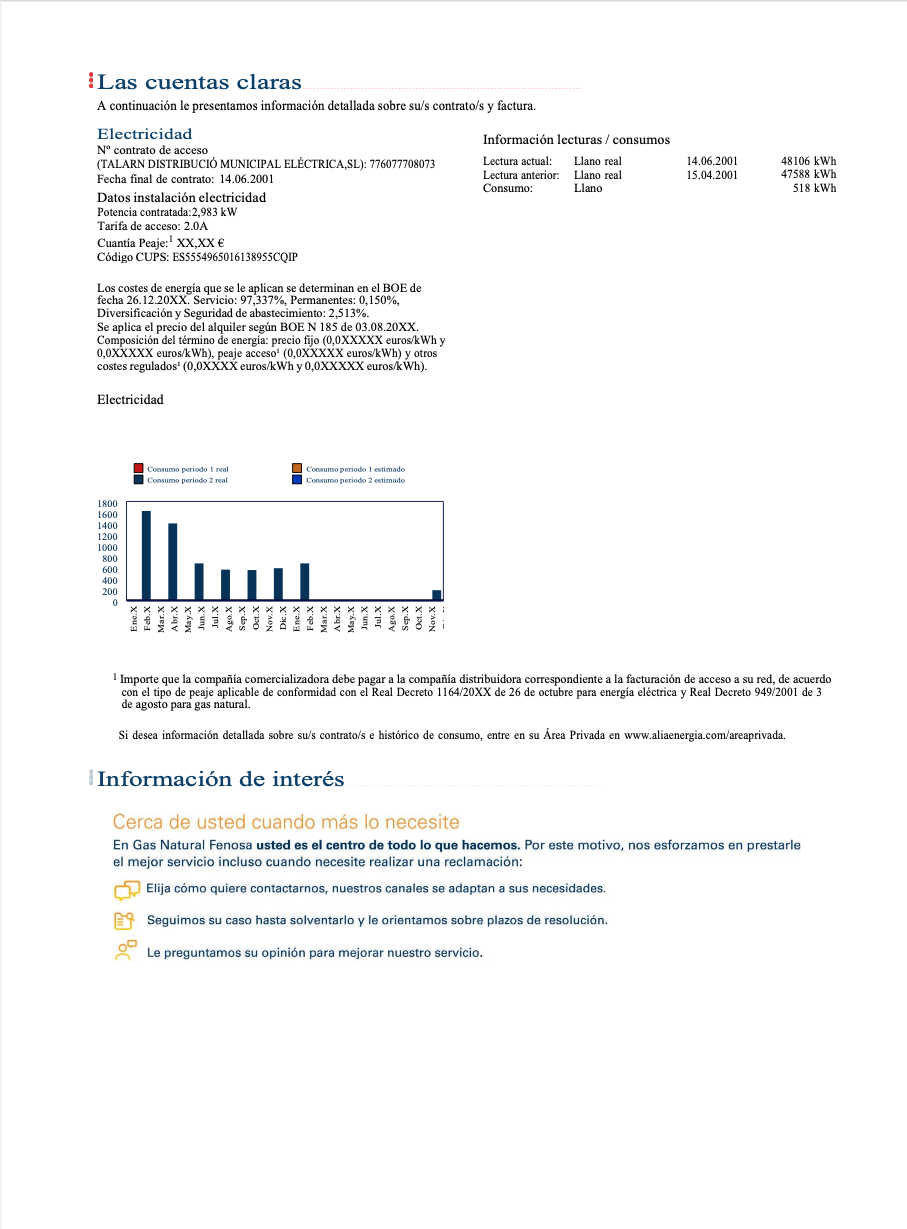 Las cuentas claras
A continuación le presentamos información detallada sobre su/s contrato/s y factura.
Electricidad
Nº contrato de acceso
(TALARN DISTRIBUCIÓ MUNICIPAL ELÉCTRICA,SL): 776077708073
Fecha final de contrato: 14.06.2001
Datos instalación electricidad
Potencia contratada:2,983 kW
Tarifa de acceso: 2.0A
Cuantía Peaje:¹ XX,XX €
Código CUPS: ES5554965016138955CQIP
Los costes de energía que se le aplican se determinan en el BOE de
fecha 26.12.20XX. Servicio: 97,337%, Permanentes: 0,150%,
Diversificación y Seguridad de abastecimiento: 2,513%.
Se aplica el precio del alquiler según BOE N 185 de 03.08.20XX.
Composición del término de energía: precio fijo (0,0XXXXX euros/kWh y
0,0XXXXX euros/kWh), peaje acceso¹ (0,0XXXXX euros/kWh) y otros
costes regulados¹ (0,0XXXX euros/kWh y 0,0XXXXX euros/kWh).
Información lecturas / consumos
Lectura actual: Llano real 14.06.2001 48106 kWh
Lectura anterior: Llano real 15.04.2001 47588 kWh
Consumo: Llano 518 kWh
Electricidad
Consumo periodo 1 real
Consumo periodo 2 real
Consumo periodo 1 estimado
Consumo periodo 2 estimado
1800
1600
1400
1200
1000
800
600
400
200
0
Ene.X
Feb.X
Mar.X
Abr.X
May.X
Jun.X
Jul.X
Ago.X
Sep.X
Oct.X
Nov.X
Dic.X
Ene.X
Feb.X
Mar.X
Abr.X
May.X
Jun.X
Jul.X
Ago.X
Sep.X
Oct.X
Nov.X
¹ Importe que la compañía comercializadora debe pagar a la compañía distribuidora correspondiente a la facturación de acceso a su red, de acuerdo
con el tipo de peaje aplicable de conformidad con el Real Decreto 1164/20XX de 26 de octubre para energía eléctrica y Real Decreto 949/2001 de 3
de agosto para gas natural.
Si desea información detallada sobre su/s contrato/s e histórico de consumo, entre en su Área Privada en www.aliaenergia.com/areaprivada.
Información de interés
Cerca de usted cuando más lo necesite
En Gas Natural Fenosa usted es el centro de todo lo que hacemos. Por este motivo, nos esforzamos en prestarle
el mejor servicio incluso cuando necesite realizar una reclamación:
Elija cómo quiere contactarnos, nuestros canales se adaptan a sus necesidades.
Seguimos su caso hasta solventarlo y le orientamos sobre plazos de resolución.
Le preguntamos su opinión para mejorar nuestro servicio.